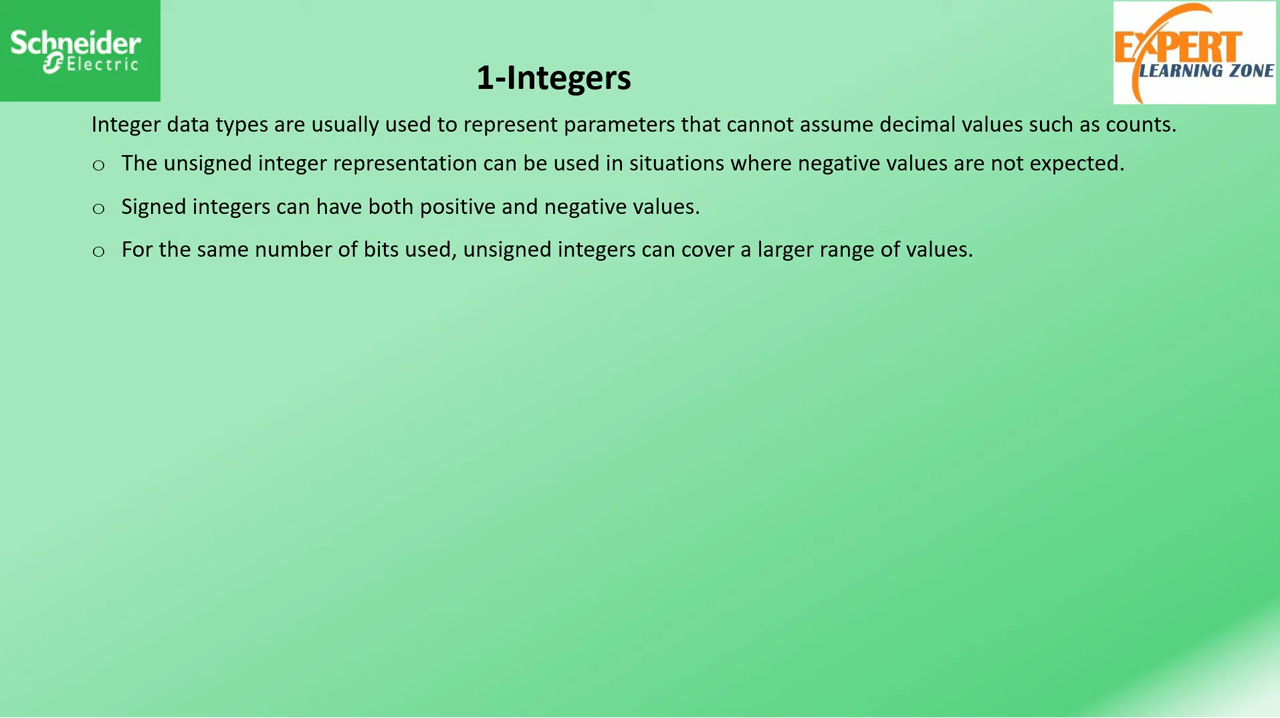 Schneider
Electric
EXPERT
LEARNING ZONE
1-Integers
Integer data types are usually used to represent parameters that cannot assume decimal values such as counts.
○ The unsigned integer representation can be used in situations where negative values are not expected.
○ Signed integers can have both positive and negative values.
○ For the same number of bits used, unsigned integers can cover a larger range of values.